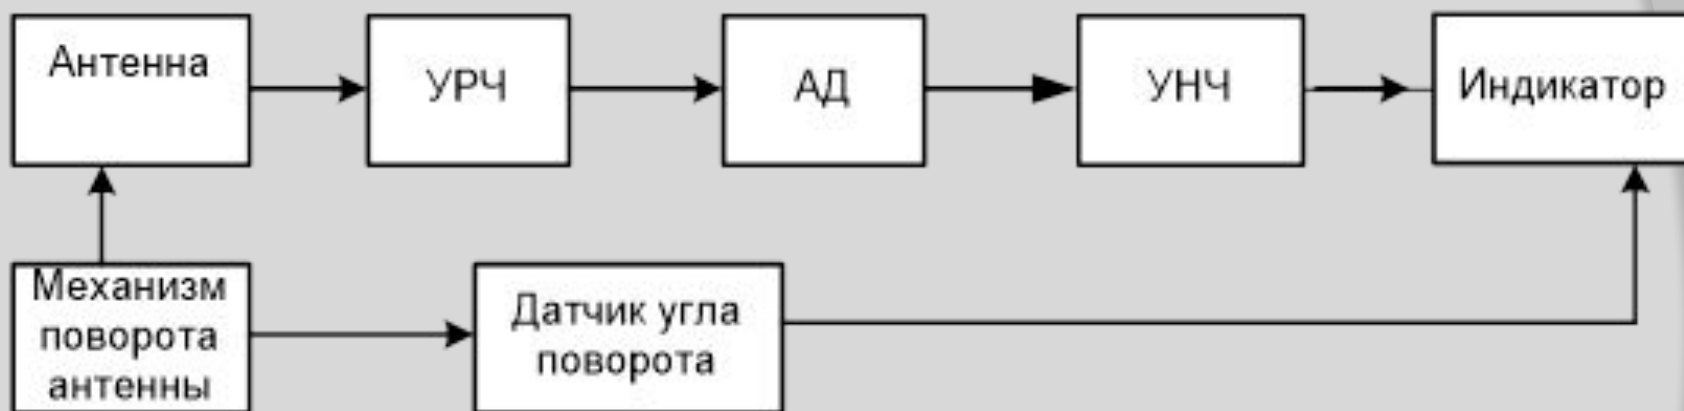 Антенна
УРЧ
АД
УНЧ
Индикатор
Механизм
поворота
антенны
Датчик угла
поворота